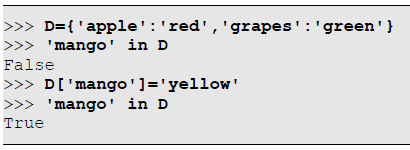 >>> D={'apple':'red','grapes':'green'}
>>> 'mango' in D
False
>>> D['mango']='yellow'
>>> 'mango' in D
True